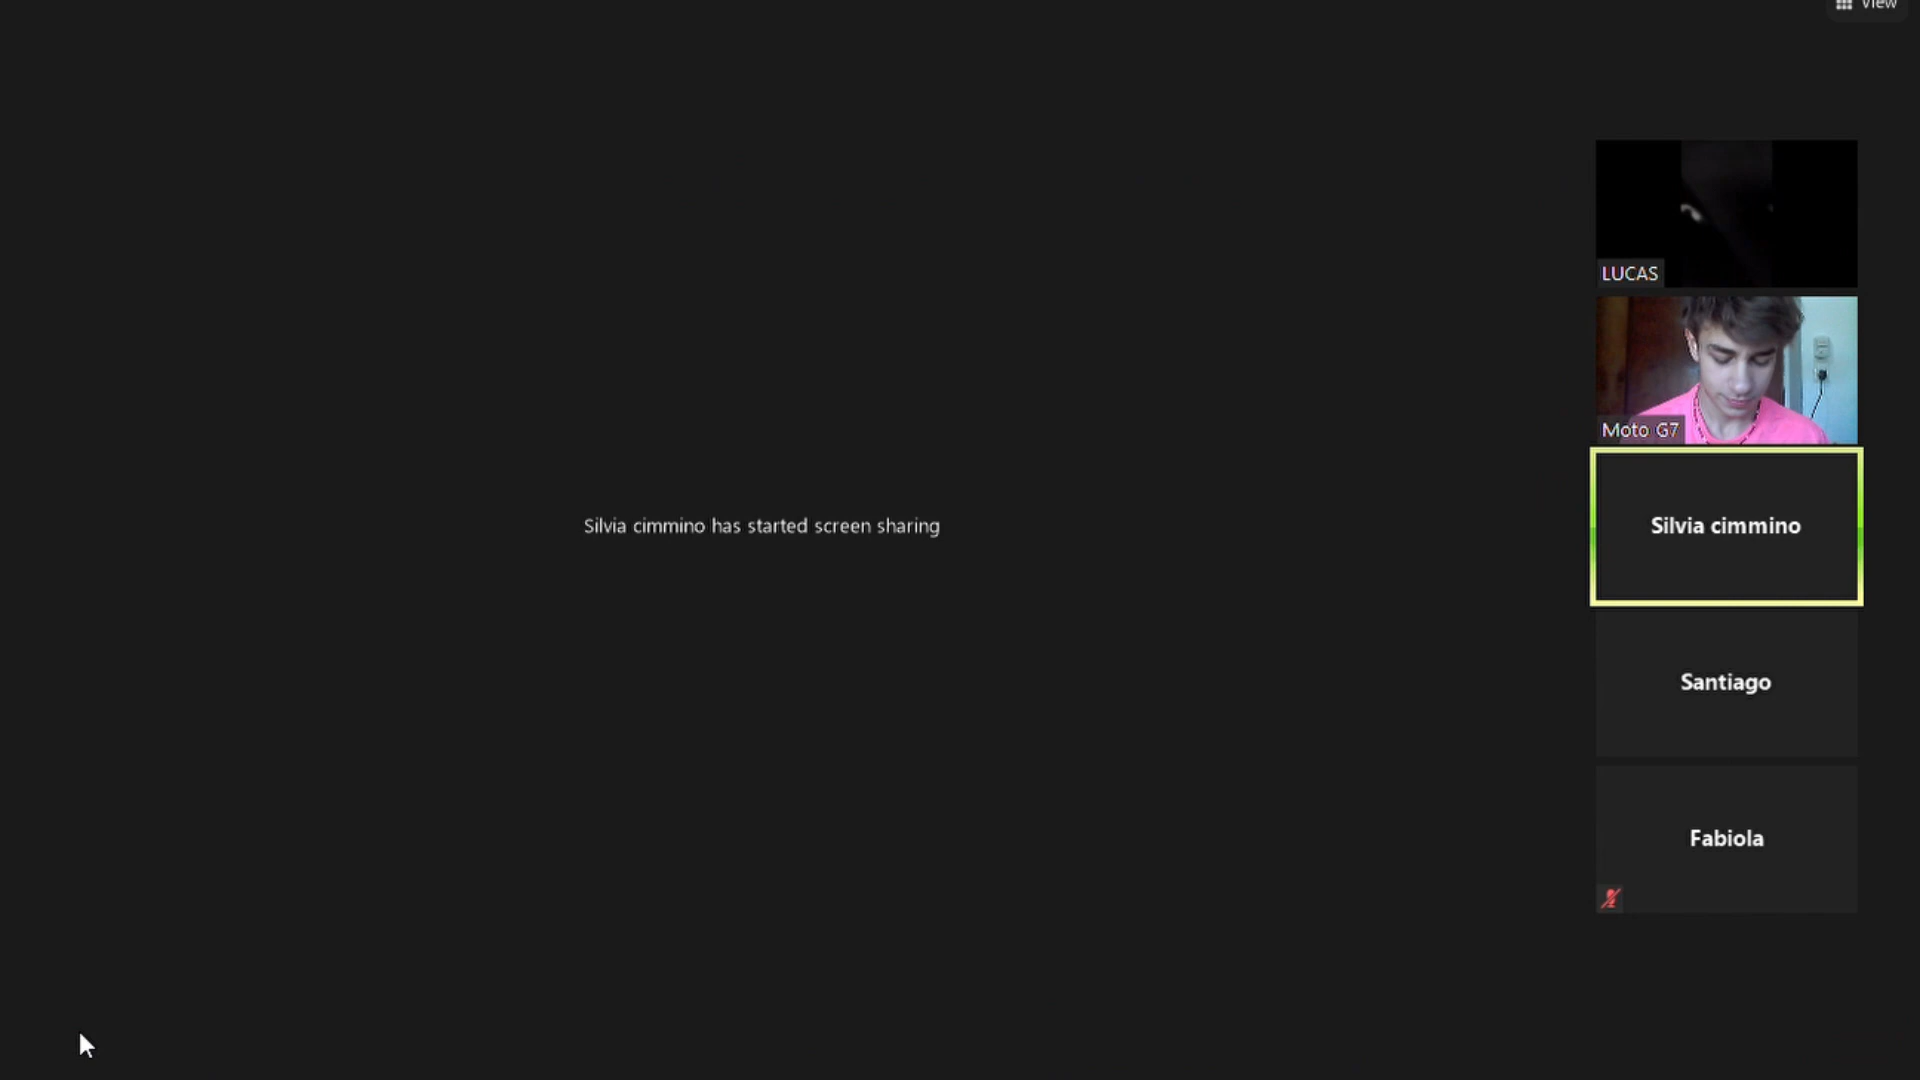 View
LUCAS
Moto G7
Silvia cimmino has started screen sharing
Silvia cimmino
Santiago
Fabiola